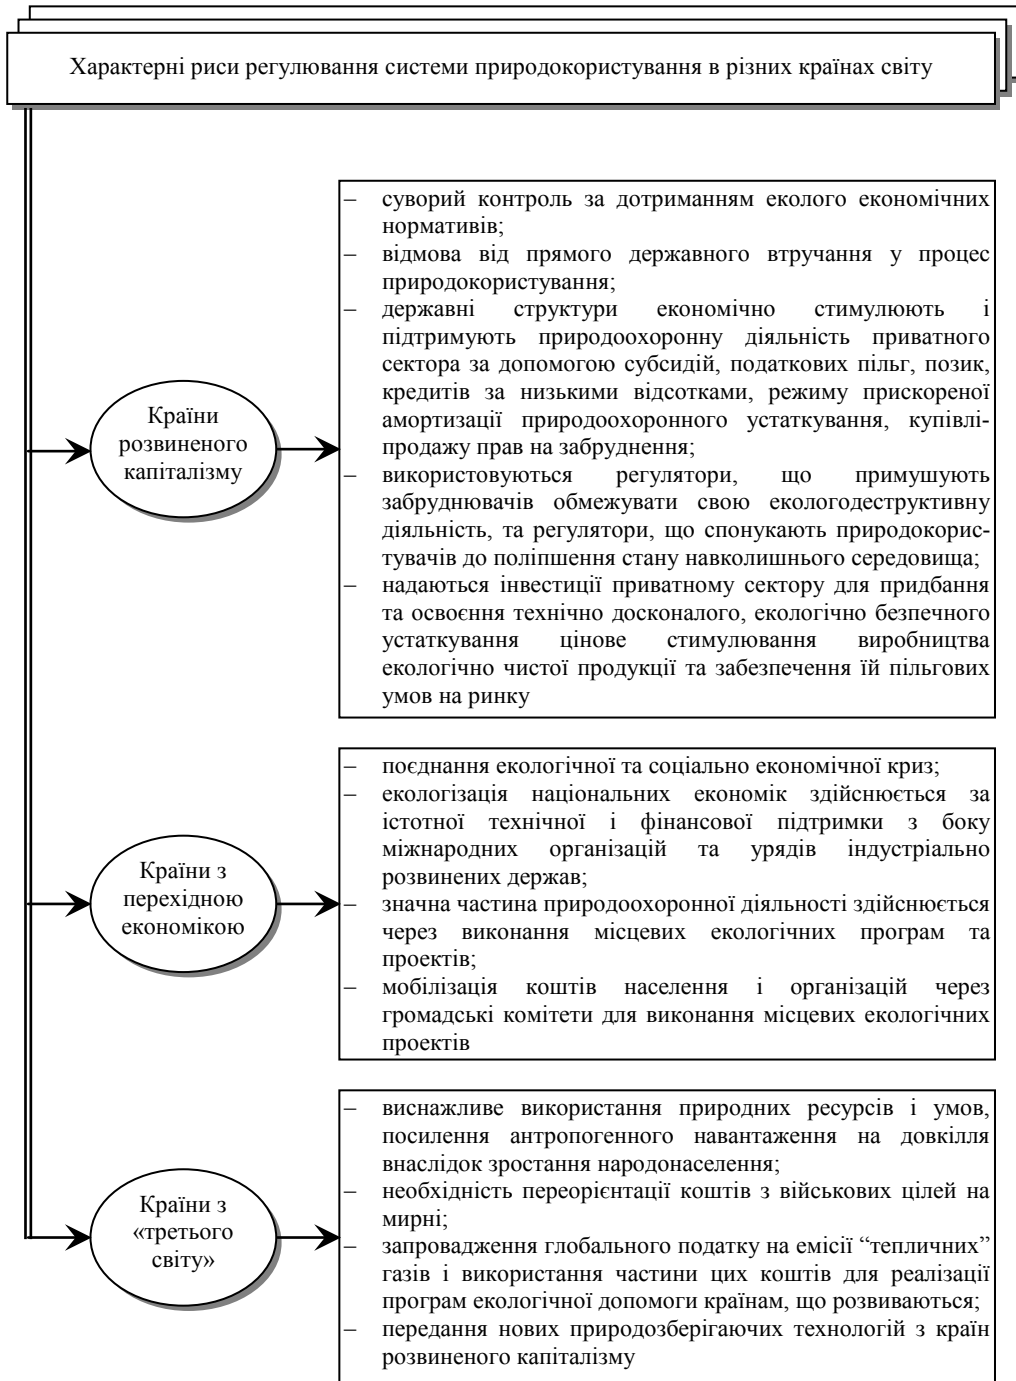 Характерні риси регулювання системи природокористування в різних країнах світу
Країни
розвиненого
капіталізму
– суворий контроль за дотриманням еколого економічних
нормативів;
– відмова від прямого державного втручання у процес
природокористування;
– державні структури економічно стимулюють і
підтримують природоохоронну діяльність приватного
сектора за допомогою субсидій, податкових пільг, позик,
кредитів за низькими відсотками, режиму прискореної
амортизації природоохоронного устаткування, купівлі-
продажу прав на забруднення;
– використовуються регулятори, що примушують
забруднювачів обмежувати свою екологодеструктивну
діяльність, та регулятори, що спонукають природокорис-
тувачів до поліпшення стану навколишнього середовища;
– надаються інвестиції приватному сектору для придбання
та освоєння технічно досконалого, екологічно безпечного
устаткування цінове стимулювання виробництва
екологічно чистої продукції та забезпечення їй пільгових
умов на ринку
Країни з
перехідною
економікою
– поєднання екологічної та соціально економічної криз;
– екологізація національних економік здійснюється за
істотної технічної і фінансової підтримки з боку
міжнародних організацій та урядів індустріально
розвинених держав;
– значна частина природоохоронної діяльності здійснюється
через виконання місцевих екологічних програм та
проектів;
– мобілізація коштів населення і організацій через
громадські комітети для виконання місцевих екологічних
проектів
Країни з
«третього
світу»
– виснажливе використання природних ресурсів і умов,
посилення антропогенного навантаження на довкілля
внаслідок зростання народонаселення;
– необхідність переорієнтації коштів з військових цілей на
мирні;
– запровадження глобального податку на емісії “тепличних”
газів і використання частини цих коштів для реалізації
програм екологічної допомоги країнам, що розвиваються;
– передання нових природозберігаючих технологій з країн
розвиненого капіталізму